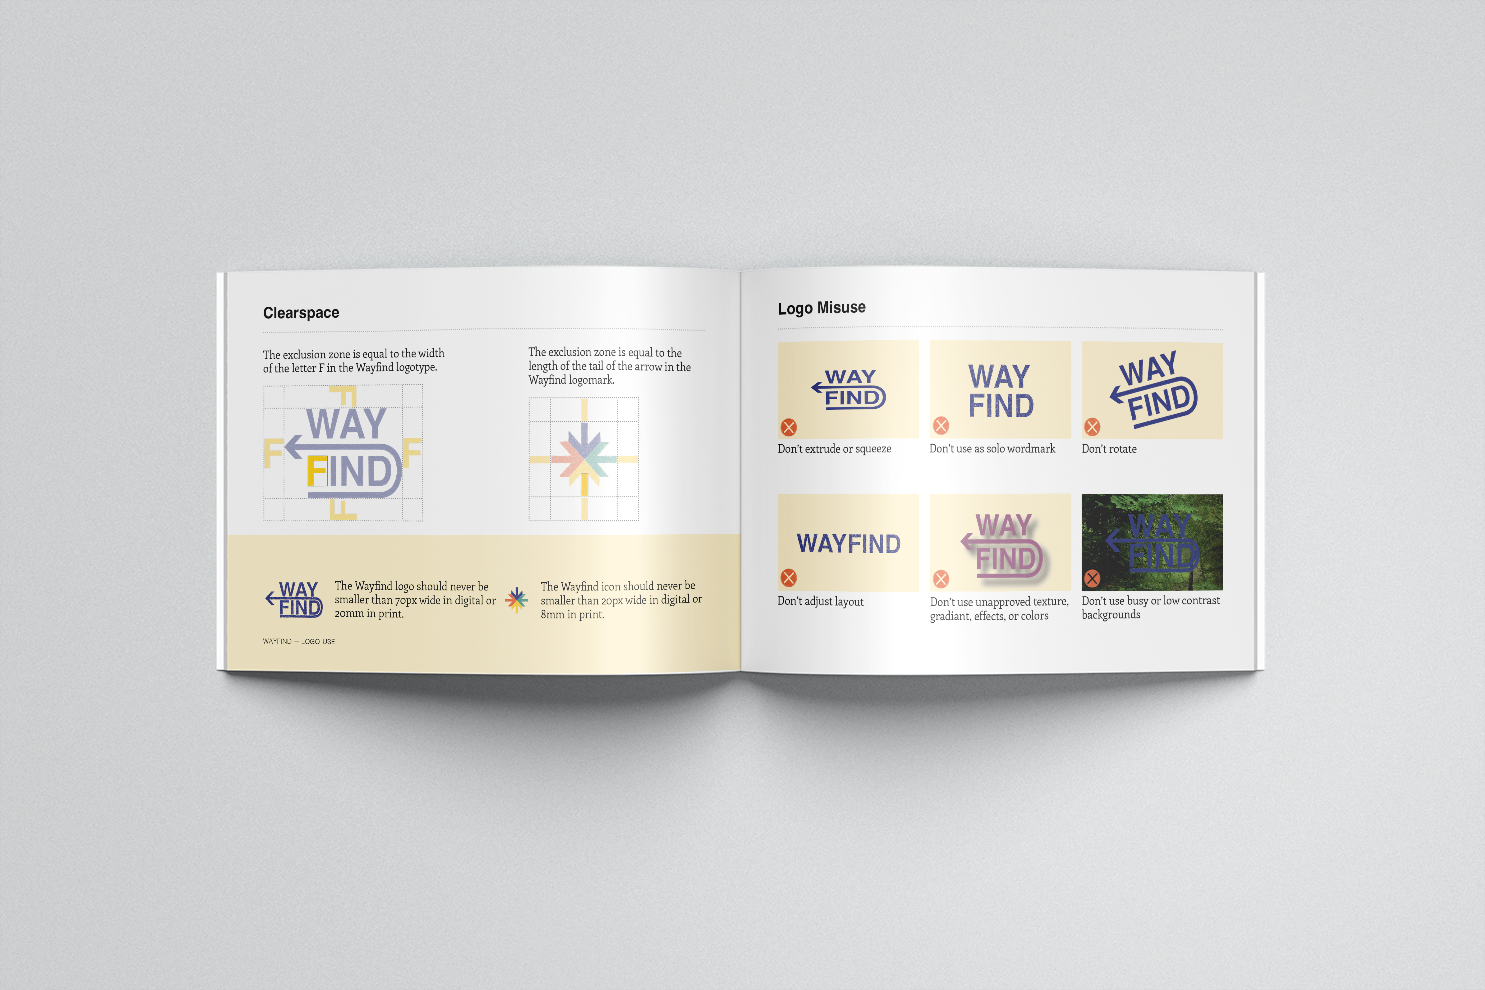 Clearspace
The exclusion zone is equal to the width
of the letter F in the Wayfind logotype.
F
WAY
F
F
FIND
F
The exclusion zone is equal to the
length of the tail of the arrow in the
Wayfind logomark.
WAY
FIND
The Wayfind logo should never be
smaller than 70px wide in digital or
20mm in print.
The Wayfind icon should never be
smaller than 20px wide in digital or
8mm in print.
WAYFIND — LOGO USE
Logo Misuse
WAY
FIND
Don't extrude or squeeze
WAY
FIND
Don't use as solo wordmark
WAY
FIND
Don't rotate
WAYFIND
Don't adjust layout
WAY
FIND
Don't use unapproved texture,
gradiant, effects, or colors
WAY
FIND
Don't use busy or low contrast
backgrounds